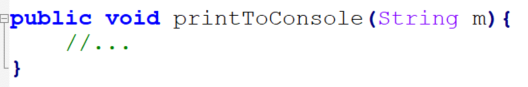 public void printToConsole(String m){
//...
}